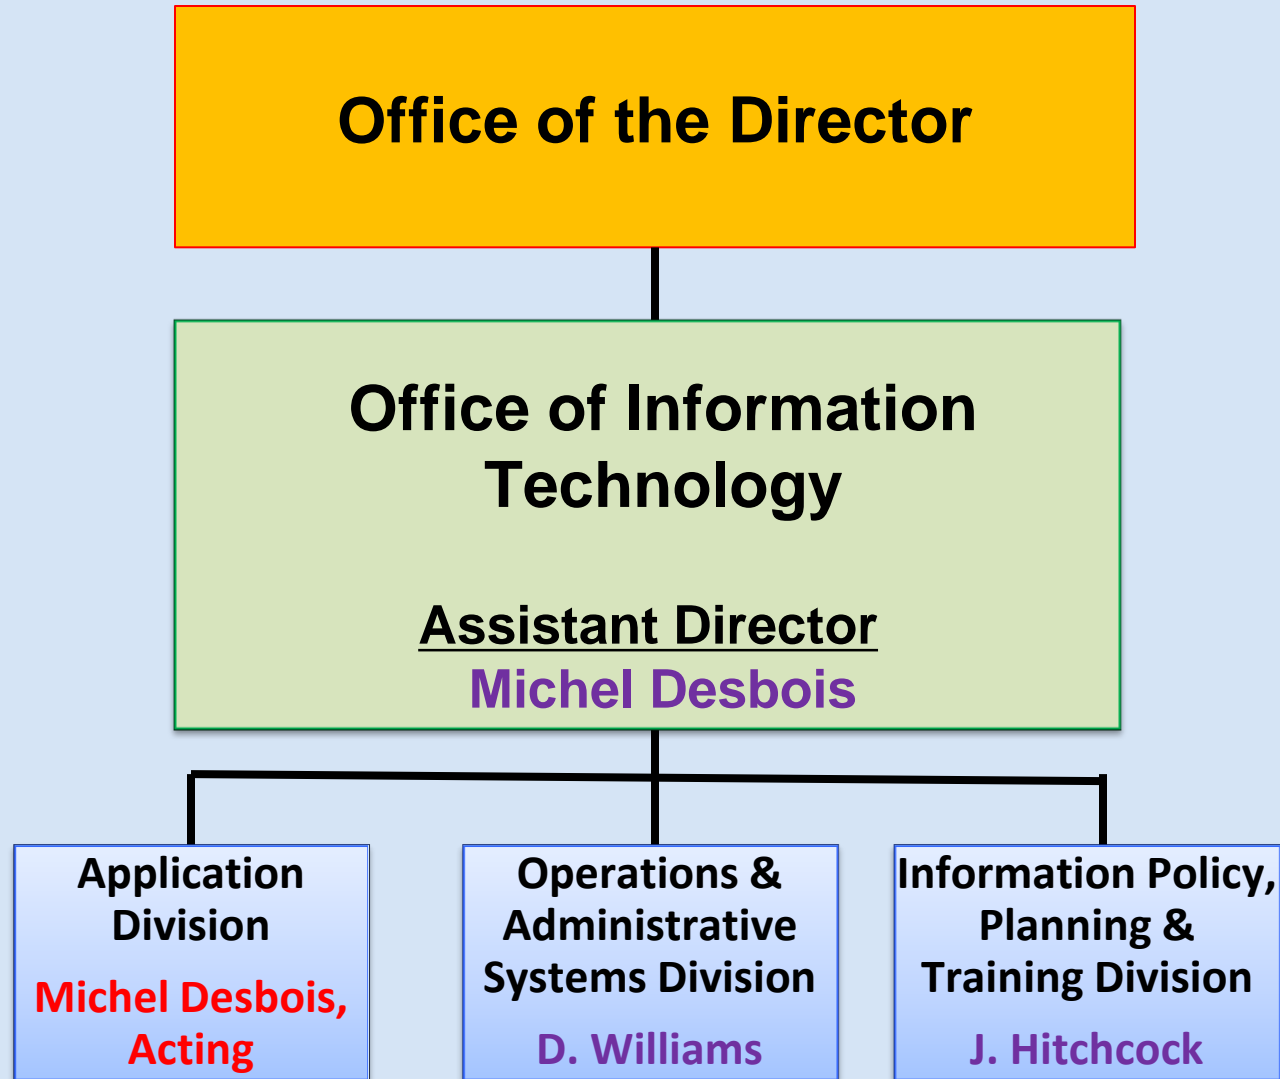 Office of the Director
Office of Information
Technology
Assistant Director
Michel Desbois
Application
Division
Michel Desbois,
Acting
Operations &
Administrative
Systems Division
D. Williams
Information Policy,
Planning &
Training Division
J. Hitchcock